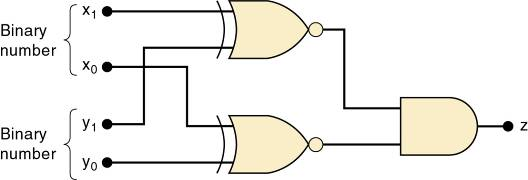 Binary
number
x₁
x₀
Binary
number
y₁
y₀
z